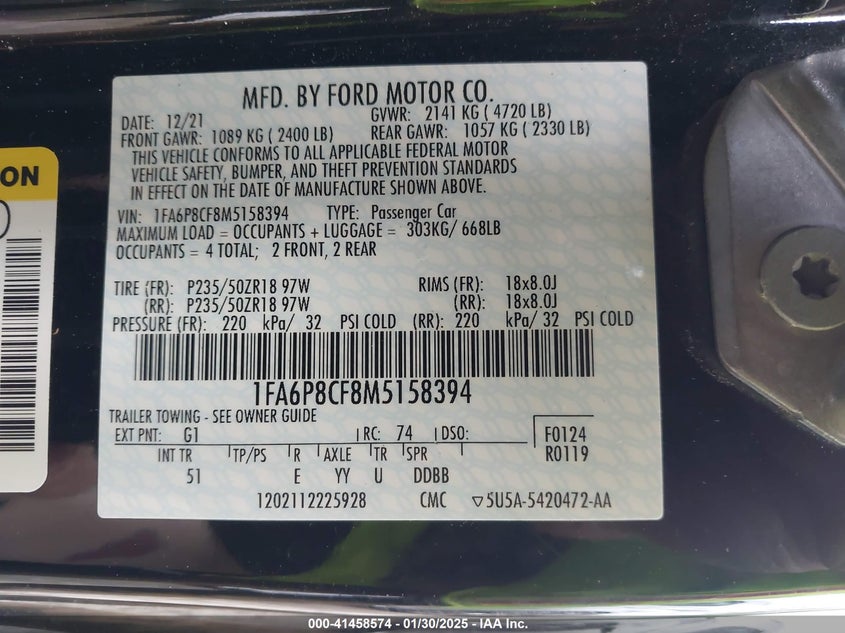 MFD. BY FORD MOTOR CO.
DATE: 12/21 GVWR: 2141 KG ( 4720 LB)
FRONT GAWR: 1089 KG ( 2400 LB) REAR GAWR: 1057 KG ( 2330 LB)
THIS VEHICLE CONFORMS TO ALL APPLICABLE FEDERAL MOTOR
VEHICLE SAFETY, BUMPER, AND THEFT PREVENTION STANDARDS
IN EFFECT ON THE DATE OF MANUFACTURE SHOWN ABOVE.
VIN: 1FA6P8CF8M5158394 TYPE: Passenger Car
MAXIMUM LOAD = OCCUPANTS + LUGGAGE = 303KG/ 668LB
OCCUPANTS = 4 TOTAL; 2 FRONT, 2 REAR
TIRE (FR): P235/50ZR18 97W RIMS (FR): 18x8.0J
(RR): P235/50ZR18 97W (RR): 18x8.0J
PRESSURE (FR): 220 kPa/ 32 PSI COLD (RR): 220 kPa/ 32 PSI COLD
1FA6P8CF8M5158394
TRAILER TOWING - SEE OWNER GUIDE
EXT PNT: G1 RC: 74 DSO: F0124
R0119
INT TR TP/PS R AXLE TR SPR
51 E YY U DDBB
1202112225928 CMC ▽5U5A-5420472-AA
ON
000-41458574 - 01/30/2025 - IAA Inc.